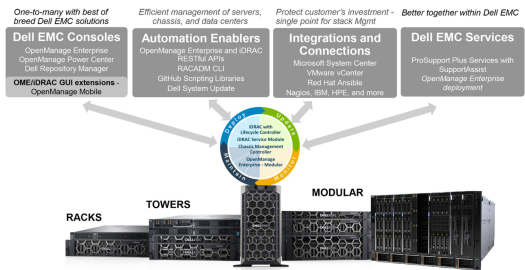 One-to-many with best of
breed Dell EMC solutions
Efficient management of servers,
chassis, and data centers
Protect customer's investment -
single point for stack Mgmt
Better together within Dell EMC
Dell EMC Consoles
OpenManage Enterprise
OpenManage Power Center
Dell Repository Manager
OME/iDRAC GUI extensions -
OpenManage Mobile
Automation Enablers
OpenManage Enterprise and iDRAC
RESTful APIs
RACADM CLI
GitHub Scripting Libraries
Dell System Update
Integrations and
Connections
Microsoft System Center
VMware vCenter
Red Hat Ansible
Nagios, IBM, HPE, and more
Dell EMC Services
ProSupport Plus Services with
SupportAssist
OpenManage Enterprise
deployment
Deploy
Update
Monitor
Maintain
iDRAC with
Lifecycle Controller
iDRAC Service Module
Chassis Management
Controller
OpenManage
Enterprise - Modular
RACKS
TOWERS
MODULAR